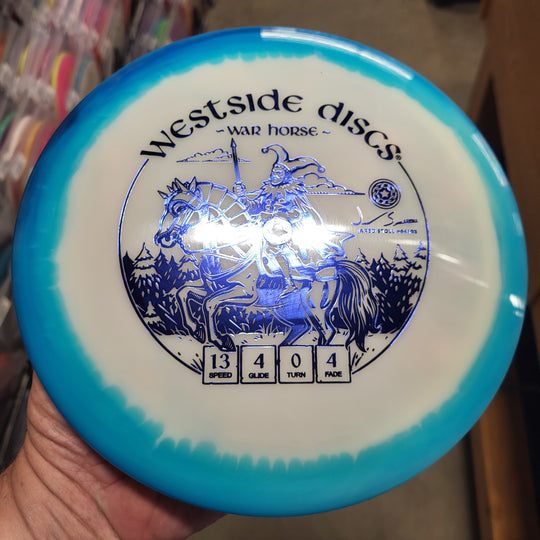 WESTSIDE DISCS®
~WAR HORSE~
13 4 0 4
SPEED GLIDE TURN FADE